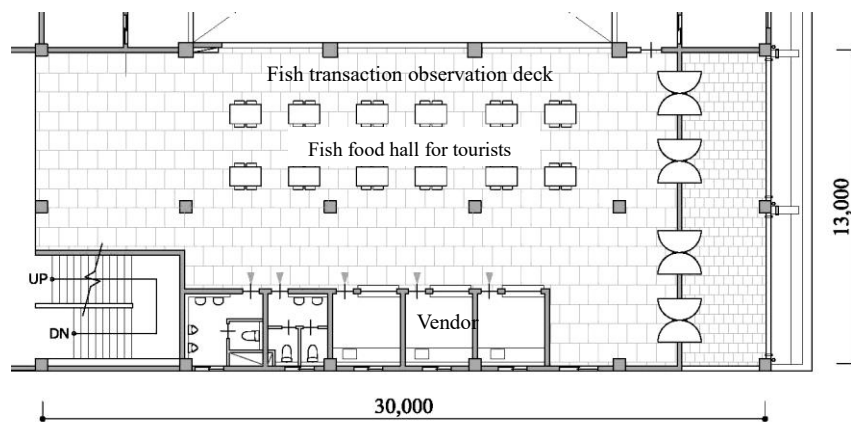 Fish transaction observation deck
Fish food hall for tourists
UP
DN
Vendor
13,000
30,000